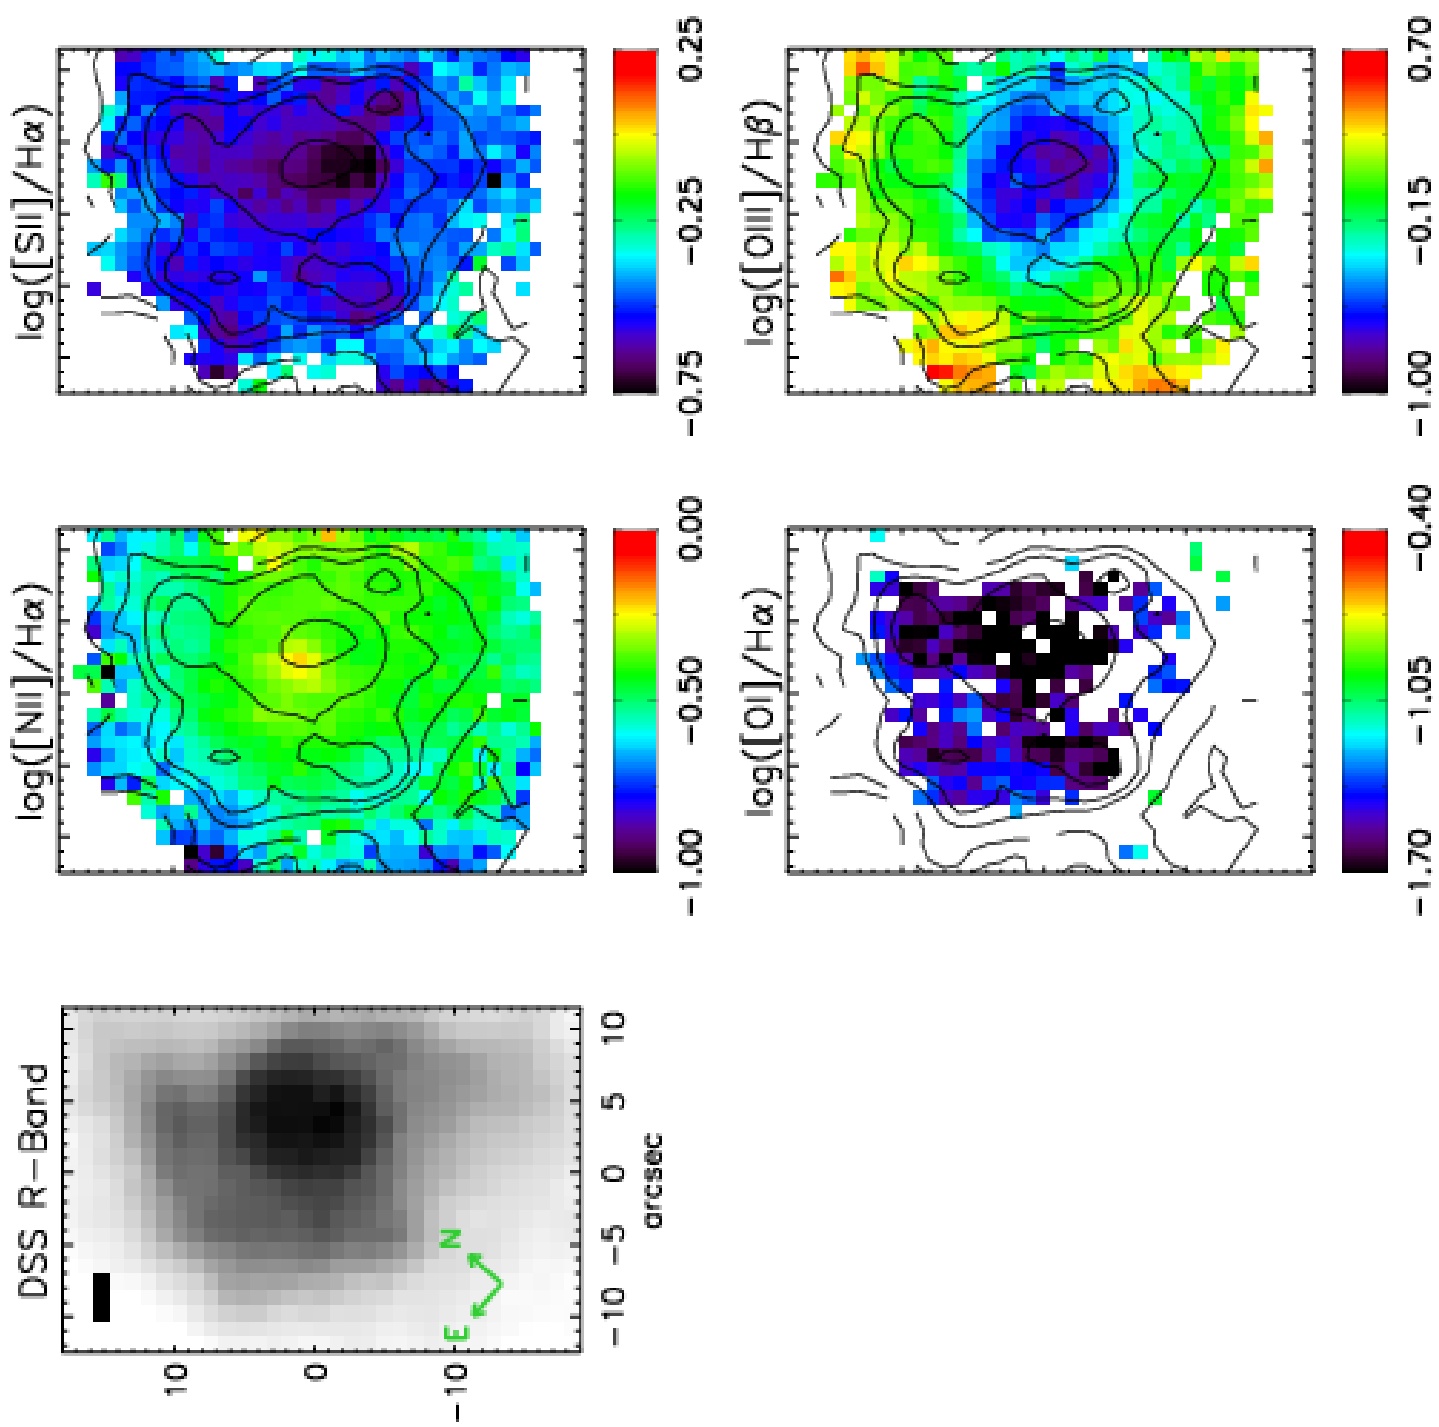 DSS R-Band
10
0
-10
-10 -5 0 5 10
arcsec
N
E
log([NII]/Hα)
-1.00 -0.50 0.00
log([SII]/Hα)
-0.75 -0.25 0.25
log([OI]/Hα)
-1.70 -1.05 -0.40
log([OIII]/Hβ)
-1.00 -0.15 0.70